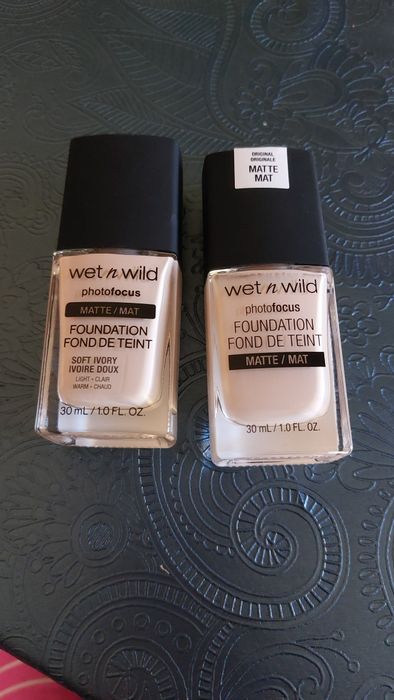 wet n wild
photofocus
MATTE / MAT
FOUNDATION
FOND DE TEINT
SOFT IVORY
IVOIRE DOUX
LIGHT - CLAIR
WARM - CHAUD
30 mL / 1.0 FL. OZ.
ORIGINAL
ORIGINALE
MATTE
MAT
wet n wild
photofocus
FOUNDATION
FOND DE TEINT
MATTE / MAT
30 mL / 1.0 FL. OZ.